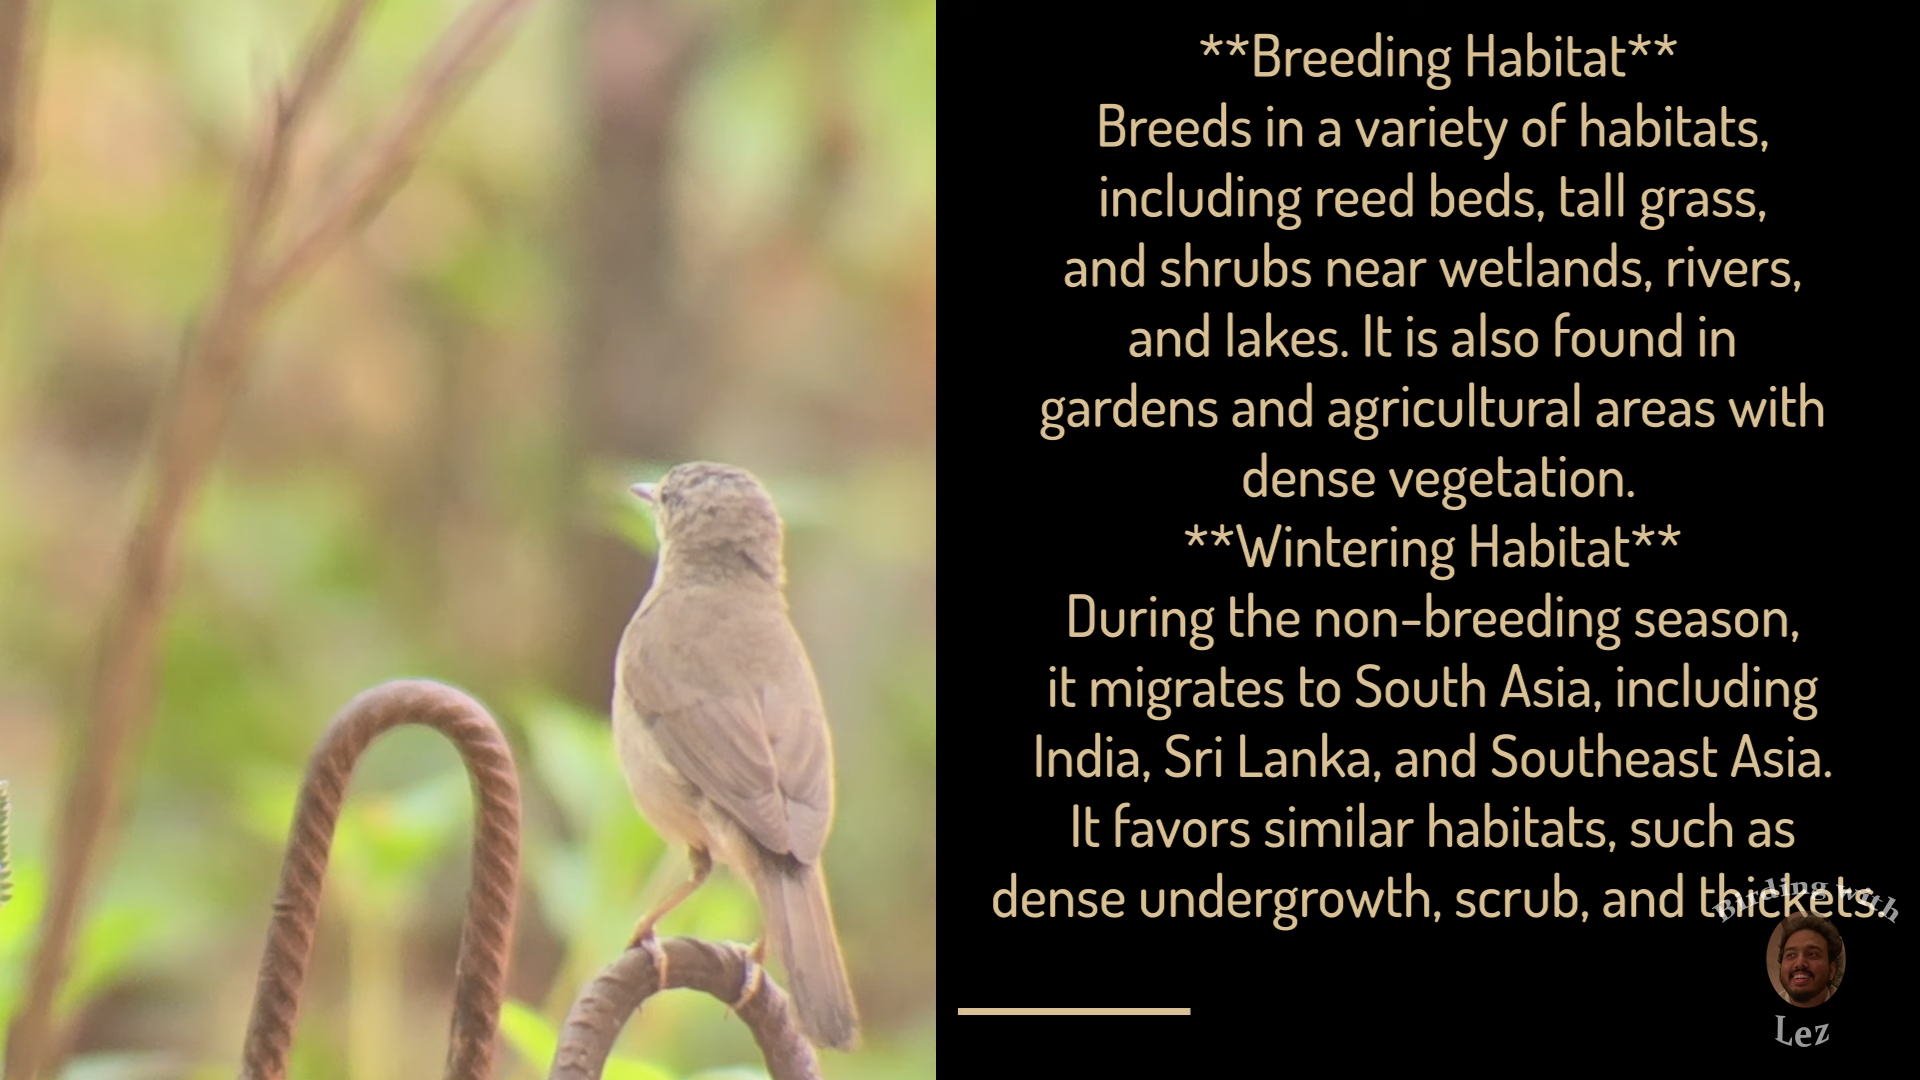 **Breeding Habitat**
Breeds in a variety of habitats,
including reed beds, tall grass,
and shrubs near wetlands, rivers,
and lakes. It is also found in
gardens and agricultural areas with
dense vegetation.
**Wintering Habitat**
During the non-breeding season,
it migrates to South Asia, including
India, Sri Lanka, and Southeast Asia.
It favors similar habitats, such as
dense undergrowth, scrub, and thickets.
Birding with
Lez